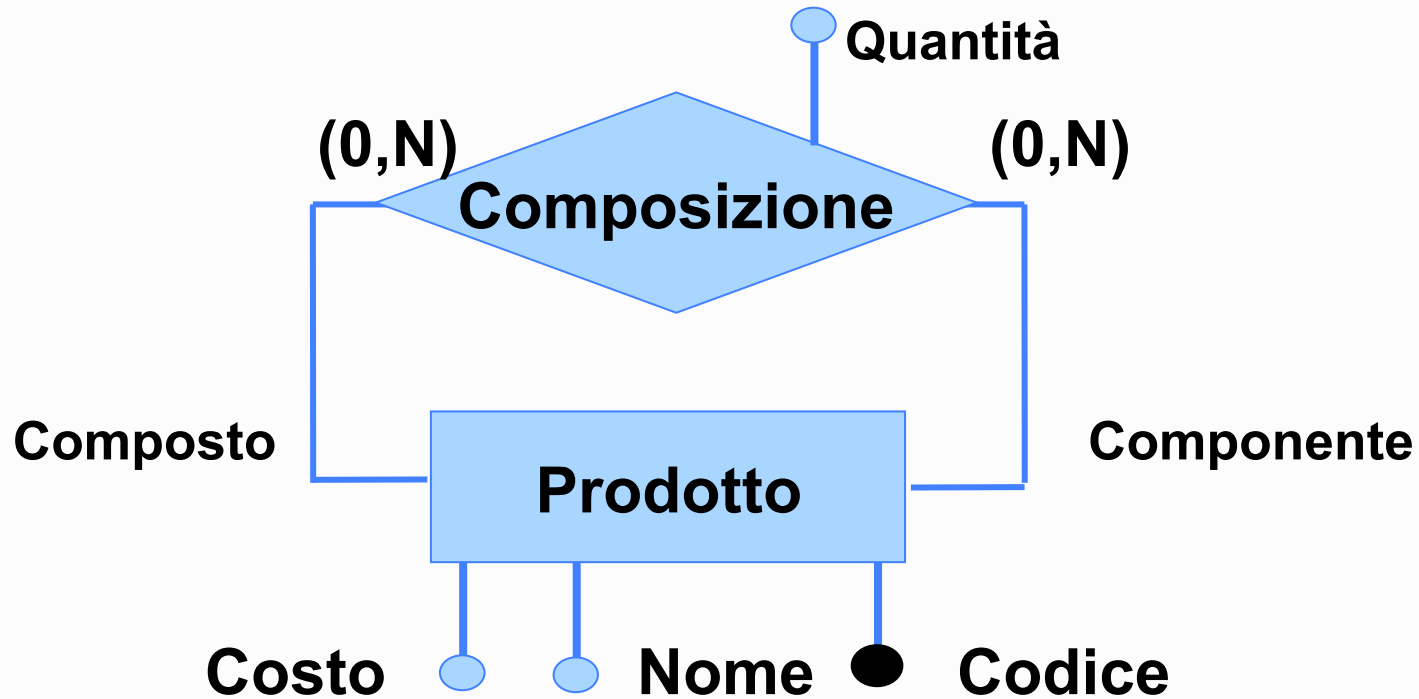 Quantità
(0,N)
(0,N)
Composizione
Composto
Componente
Prodotto
Costo
Nome
Codice